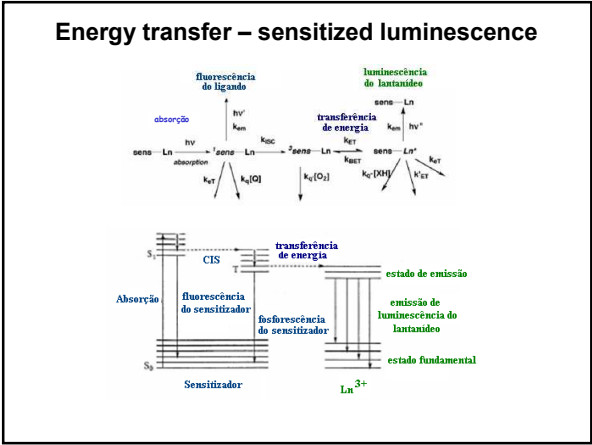 Energy transfer – sensitized luminescence
fluorescência
do ligando
luminescência
do lantanídeo
sens—Ln
absorção
hν'
k_em
transferência
de energia
k_em
hν"
hν
k_ISC
k_ET
sens—Ln
¹sens—Ln
³sens—Ln
sens—Ln*
absorption
k_BET
k_eT
k_q[Q]
k_q'[O₂]
k_q"[XH]
k'_ET
k_eT
S₁
CIS
transferência
de energia
T
estado de emissão
Absorção
fluorescência
do sensitizador
fosforescência
do sensitizador
emissão de
luminescência do
lantanídeo
estado fundamental
S₀
Sensitizador
Ln³⁺